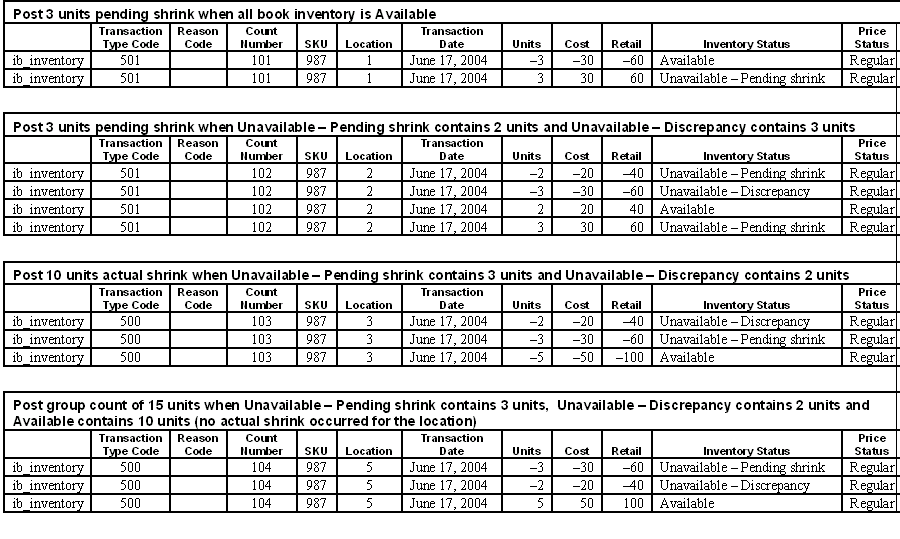 Post 3 units pending shrink when all book inventory is Available
Transaction Type Code Reason Code Count Number SKU Location Transaction Date Units Cost Retail Inventory Status Price Status
ib_inventory 501 101 987 1 June 17, 2004 –3 –30 –60 Available Regular
ib_inventory 501 101 987 1 June 17, 2004 3 30 60 Unavailable – Pending shrink Regular
Post 3 units pending shrink when Unavailable – Pending shrink contains 2 units and Unavailable – Discrepancy contains 3 units
Transaction Type Code Reason Code Count Number SKU Location Transaction Date Units Cost Retail Inventory Status Price Status
ib_inventory 501 102 987 2 June 17, 2004 –2 –20 –40 Unavailable – Pending shrink Regular
ib_inventory 501 102 987 2 June 17, 2004 –3 –30 –60 Unavailable – Discrepancy Regular
ib_inventory 501 102 987 2 June 17, 2004 2 20 40 Available Regular
ib_inventory 501 102 987 2 June 17, 2004 3 30 60 Unavailable – Pending shrink Regular
Post 10 units actual shrink when Unavailable – Pending shrink contains 3 units and Unavailable – Discrepancy contains 2 units
Transaction Type Code Reason Code Count Number SKU Location Transaction Date Units Cost Retail Inventory Status Price Status
ib_inventory 500 103 987 3 June 17, 2004 –2 –20 –40 Unavailable – Discrepancy Regular
ib_inventory 500 103 987 3 June 17, 2004 –3 –30 –60 Unavailable – Pending shrink Regular
ib_inventory 500 103 987 3 June 17, 2004 –5 –50 –100 Available Regular
Post group count of 15 units when Unavailable – Pending shrink contains 3 units, Unavailable – Discrepancy contains 2 units and
Available contains 10 units (no actual shrink occurred for the location)
Transaction Type Code Reason Code Count Number SKU Location Transaction Date Units Cost Retail Inventory Status Price Status
ib_inventory 500 104 987 5 June 17, 2004 –3 –30 –60 Unavailable – Pending shrink Regular
ib_inventory 500 104 987 5 June 17, 2004 –2 –20 –40 Unavailable – Discrepancy Regular
ib_inventory 500 104 987 5 June 17, 2004 5 50 100 Available Regular